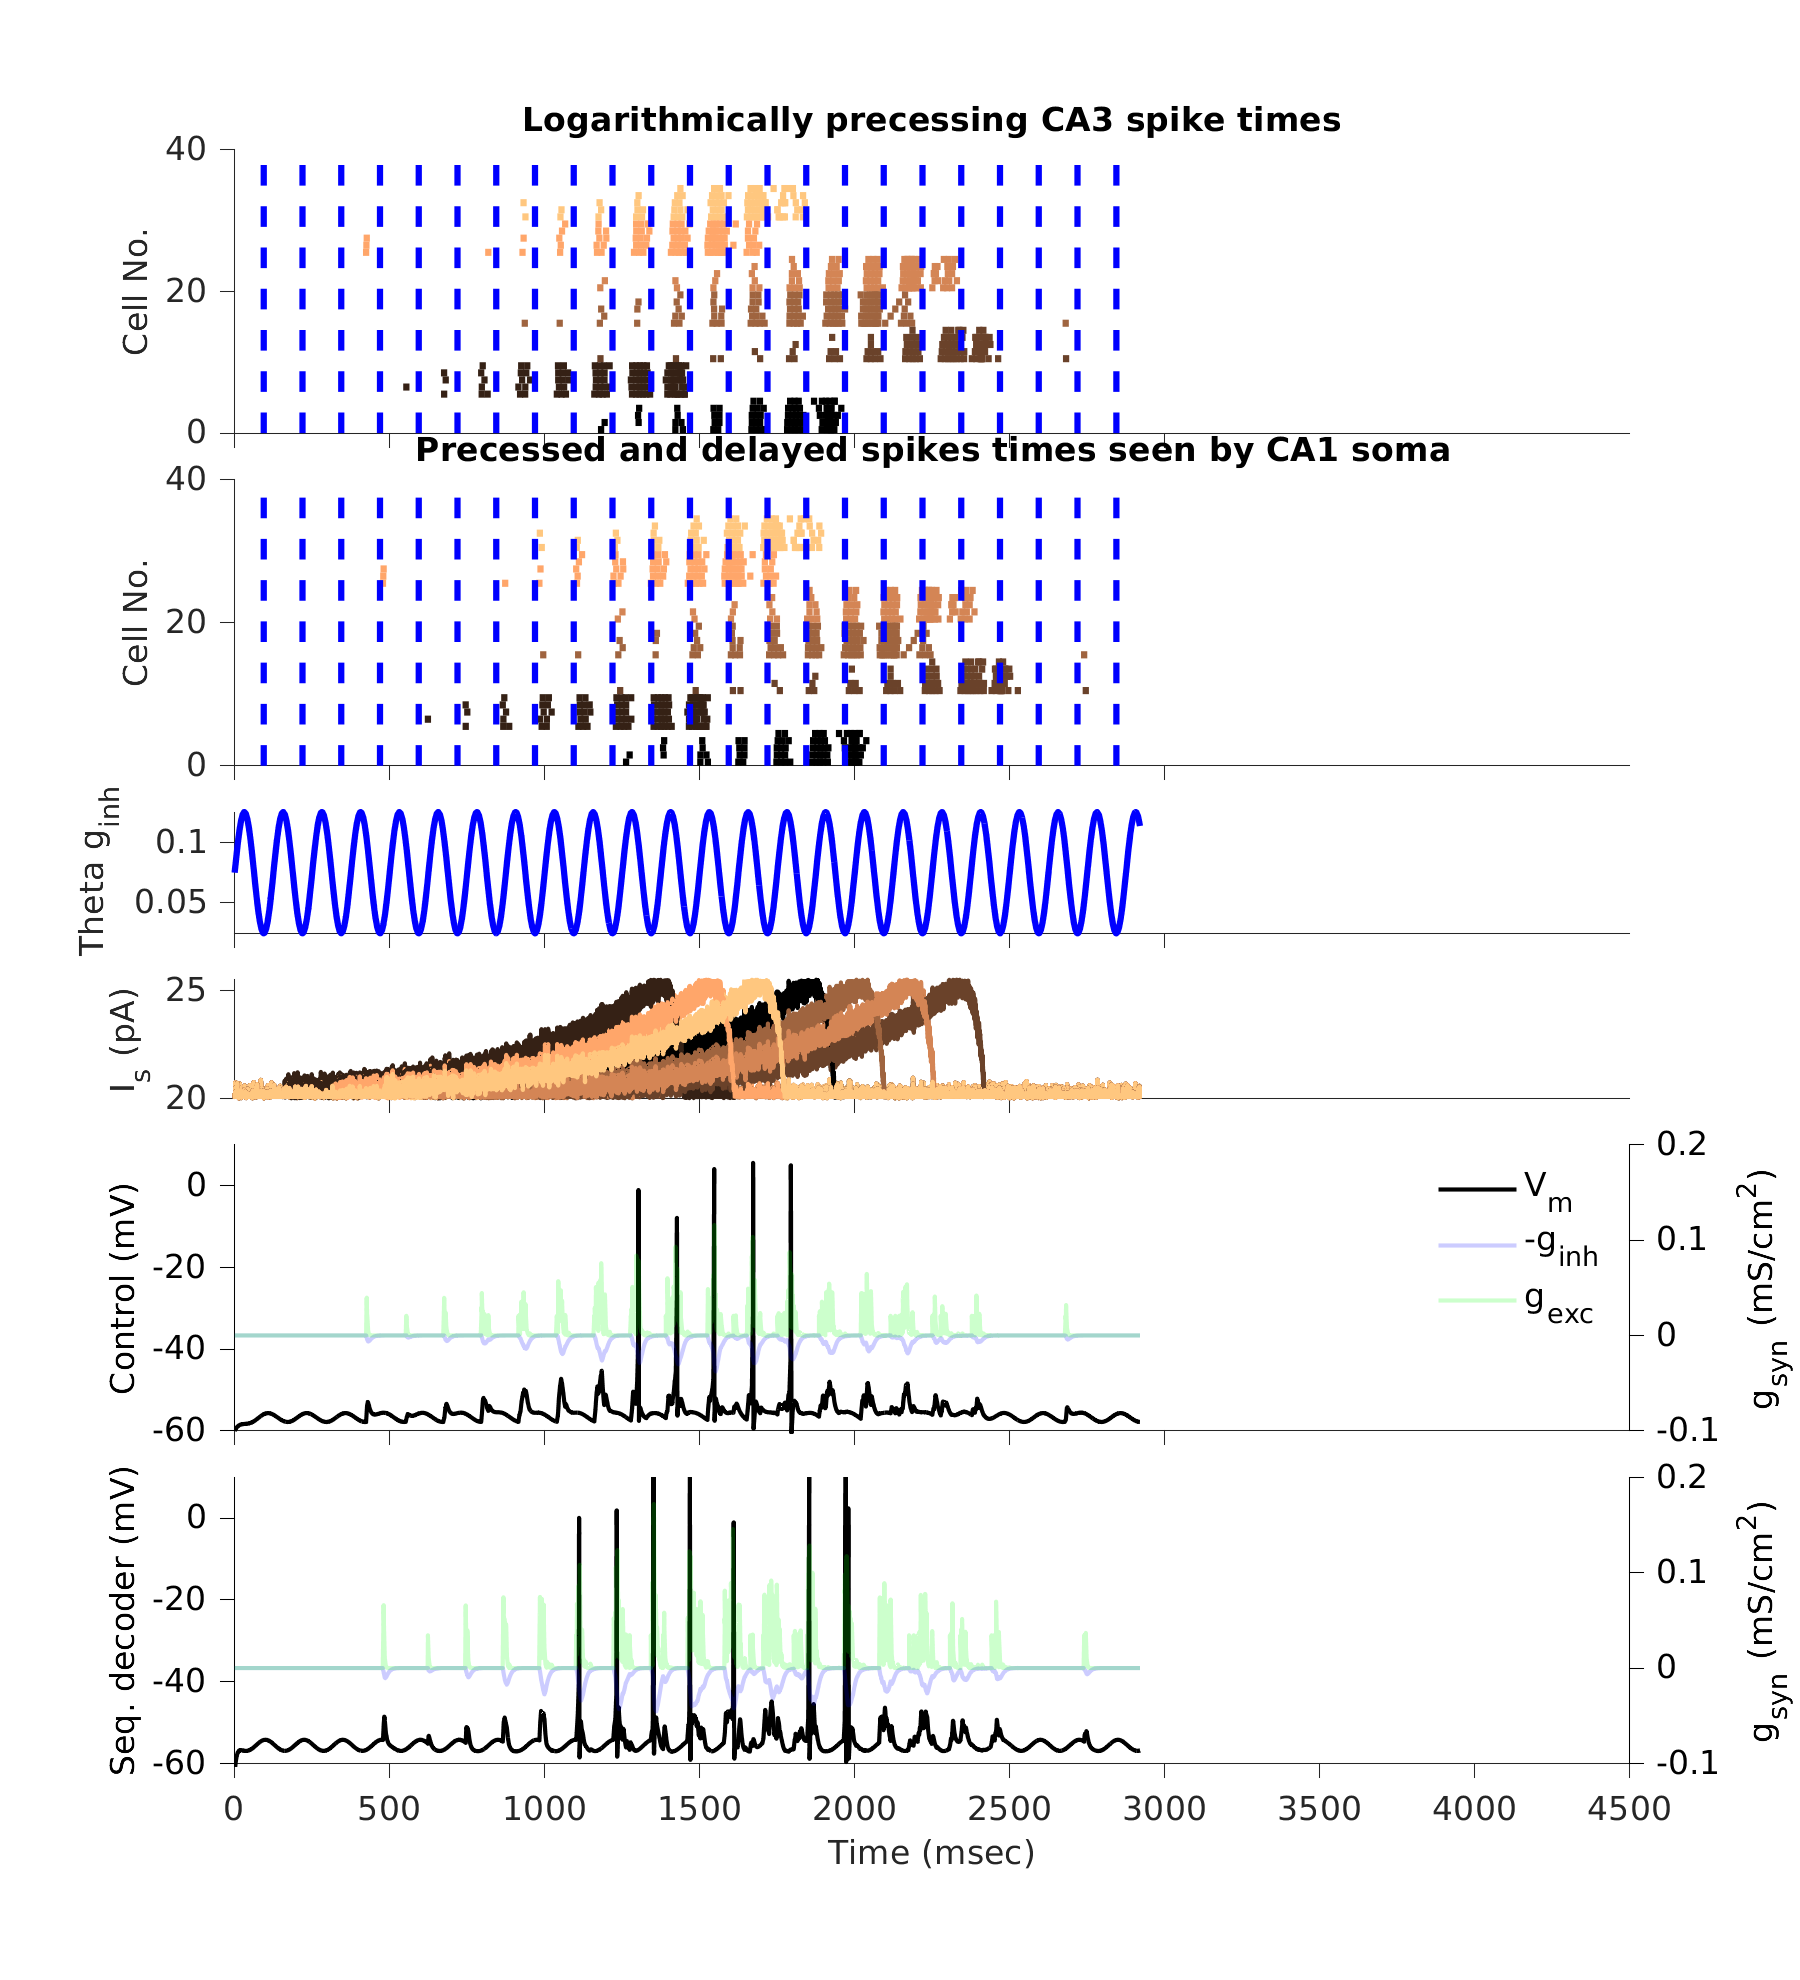 Logarithmically precessing CA3 spike times
40
20
0
Cell No.
Precessed and delayed spikes times seen by CA1 soma
40
20
0
Cell No.
0.1
0.05
Theta g_inh
25
20
I_s (pA)
0
-20
-40
-60
Control (mV)
V_m
-g_inh
g_exc
0.2
0.1
0
-0.1
g_syn (mS/cm²)
0
-20
-40
-60
Seq. decoder (mV)
0.2
0.1
0
-0.1
g_syn (mS/cm²)
0 500 1000 1500 2000 2500 3000 3500 4000 4500
Time (msec)